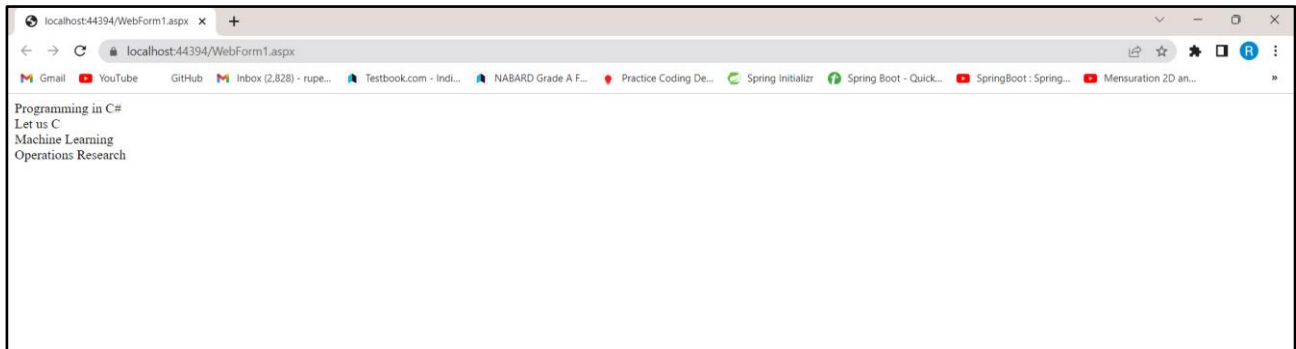 localhost:44394/WebForm1.aspx
localhost:44394/WebForm1.aspx R
Gmail YouTube GitHub Inbox (2,828) - rupe... Testbook.com - Indi... NABARD Grade A F... Practice Coding De... Spring Initializr Spring Boot - Quick... SpringBoot : Spring... Mensuration 2D an... »
Programming in C#
Let us C
Machine Learning
Operations Research